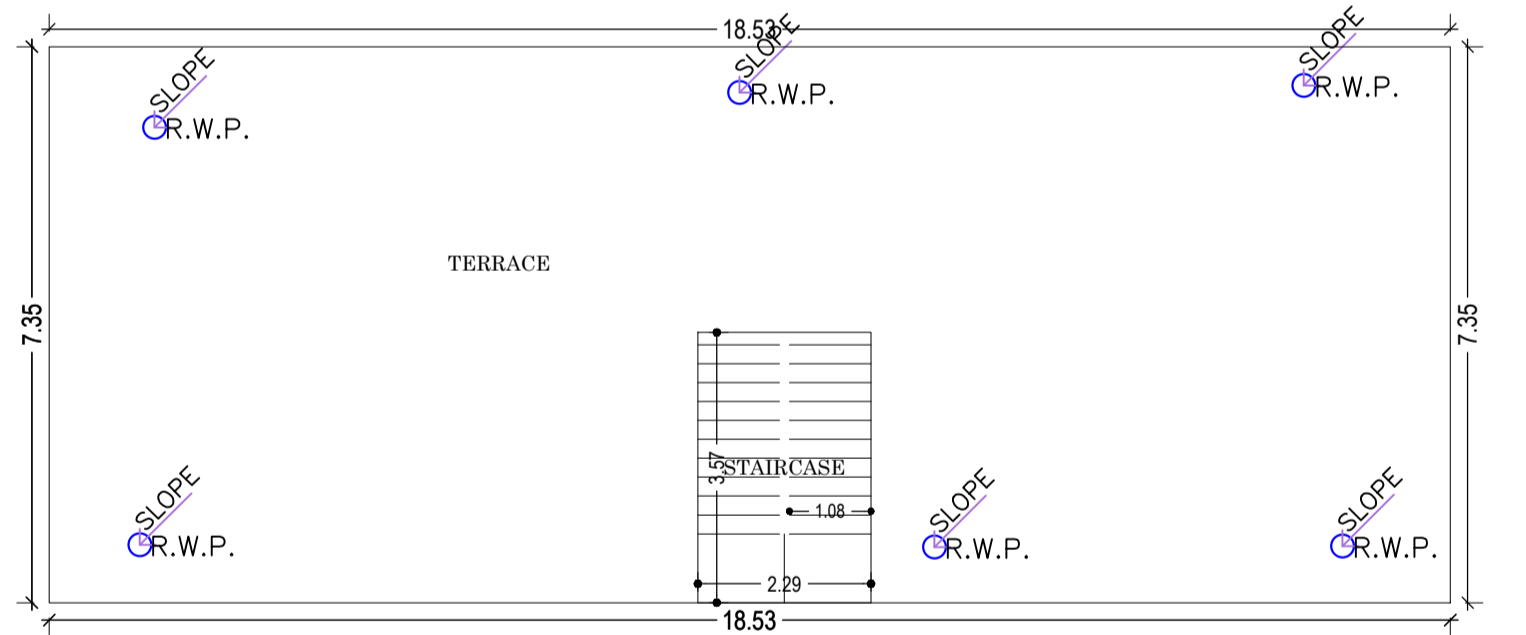 18.53
SLOPE
R.W.P.
SLOPE
R.W.P.
SLOPE
R.W.P.
TERRACE
7.35
7.35
STAIRCASE
3.57
1.08
SLOPE
R.W.P.
SLOPE
R.W.P.
SLOPE
R.W.P.
2.29
18.53